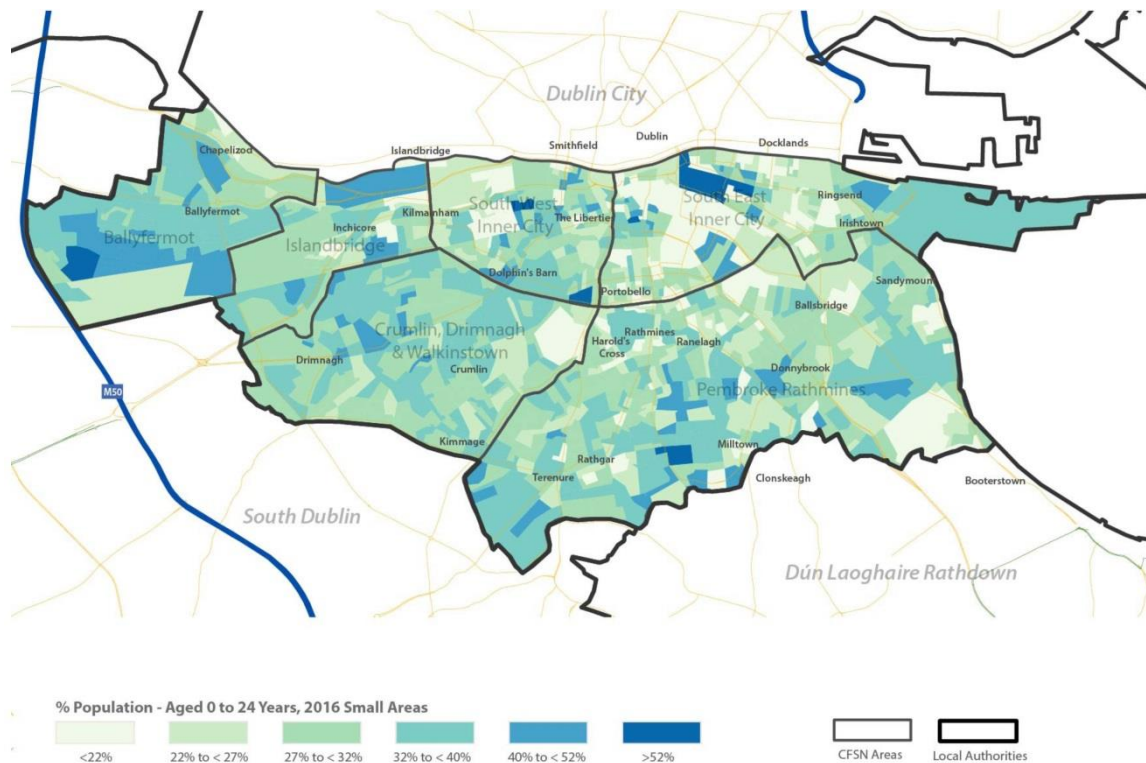 Dublin City
Dublin
Smithfield
Docklands
Islandbridge
Chapelizod
Ballyfermot
Ballyfermot
Inchicore
Islandbridge
Kilmainham
South West
Inner City
The Libertie
South East
Inner City
Ringsend
Irishtown
Dolphin's Barn
Portobello
Sandymoun
Ballsbridge
Crumlin, Drimnagh
& Walkinstown
Drimnagh
Crumlin
Harold's
Cross
Rathmines
Ranelagh
Donnybrook
Pembroke Rathmines
M50
Kimmage
Milltown
Rathgar
Terenure
Clonskeagh
Booterstown
South Dublin
Dún Laoghaire Rathdown
% Population - Aged 0 to 24 Years, 2016 Small Areas
<22% 22% to < 27% 27% to < 32% 32% to < 40% 40% to < 52% >52%
CFSN Areas Local Authorities